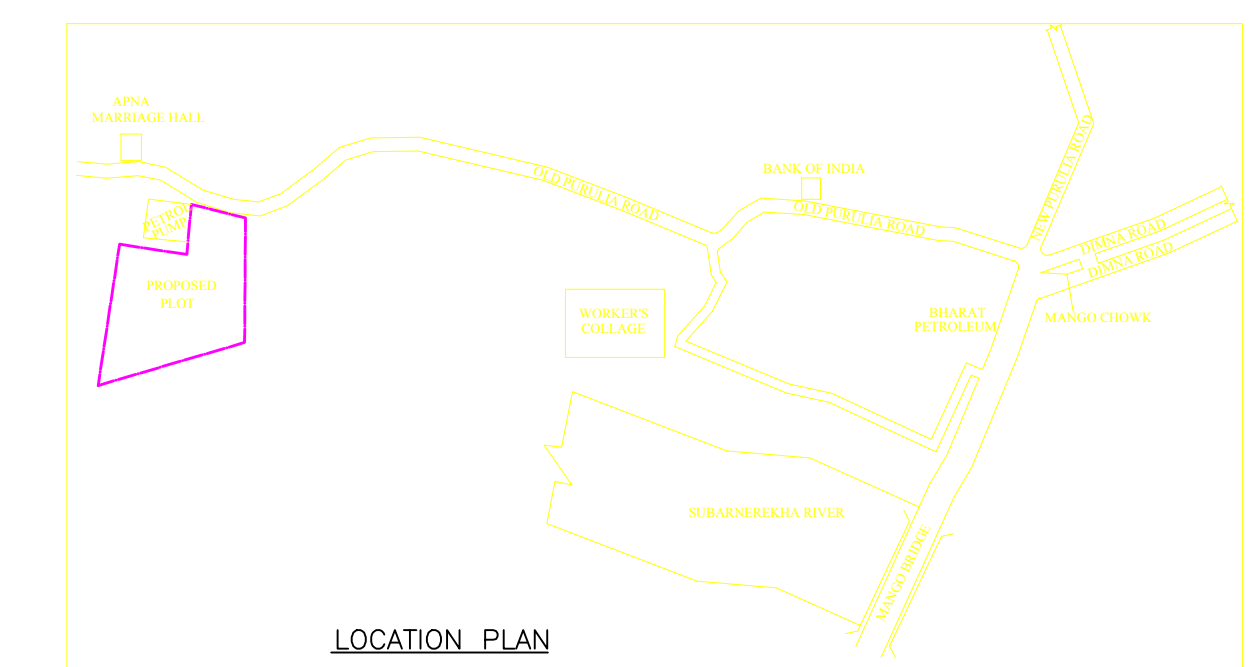 APNA
MARRIAGE HALL
PETROL
PUMP
PROPOSED
PLOT
OLD PURULIA ROAD
BANK OF INDIA
OLD PURULIA ROAD
NEW PURULIA ROAD
DIMNA ROAD
DIMNA ROAD
MANGO CHOWK
BHARAT
PETROLEUM
WORKER'S
COLLAGE
SUBARNEREKHA RIVER
MANGO BRIDGE
LOCATION PLAN